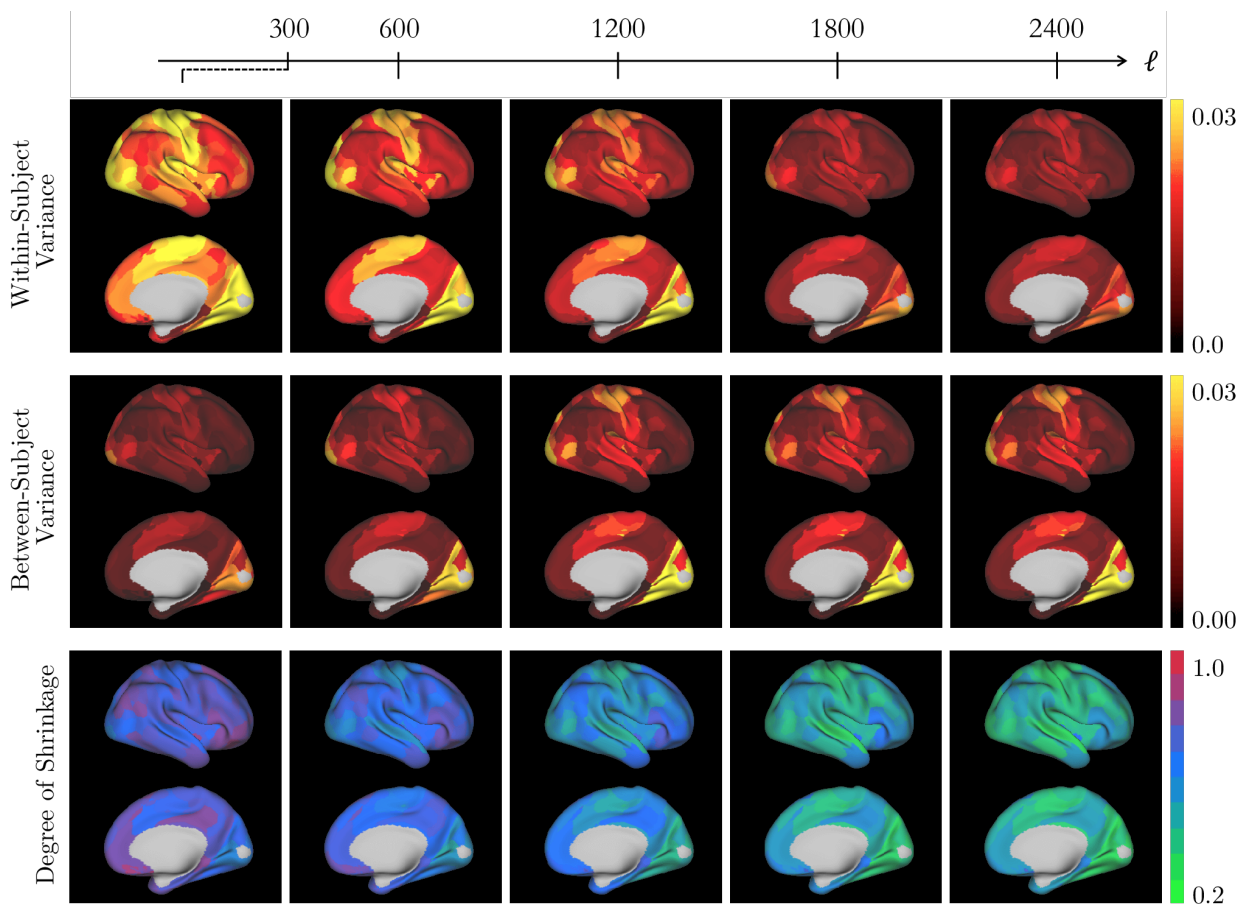 300 600 1200 1800 2400
ℓ
Within-Subject
Variance
0.03
0.0
Between-Subject
Variance
0.03
0.00
Degree of Shrinkage
1.0
0.2